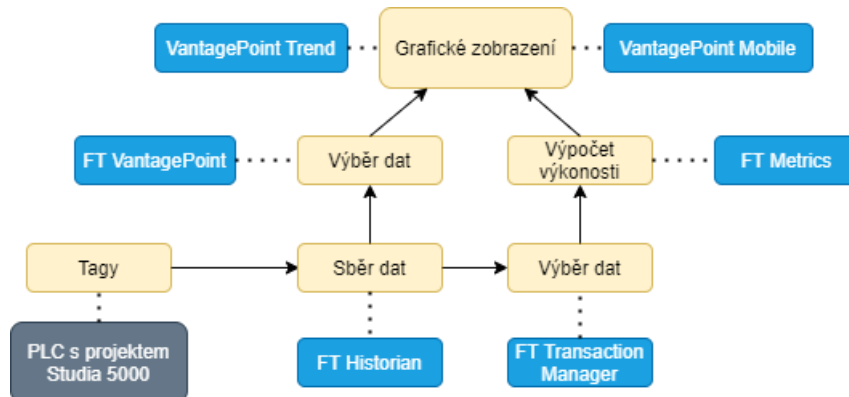 VantagePoint Trend
Grafické zobrazení
VantagePoint Mobile
FT VantagePoint
Výběr dat
Výpočet
výkonosti
FT Metrics
Tagy
Sběr dat
Výběr dat
PLC s projektem
Studia 5000
FT Historian
FT Transaction
Manager